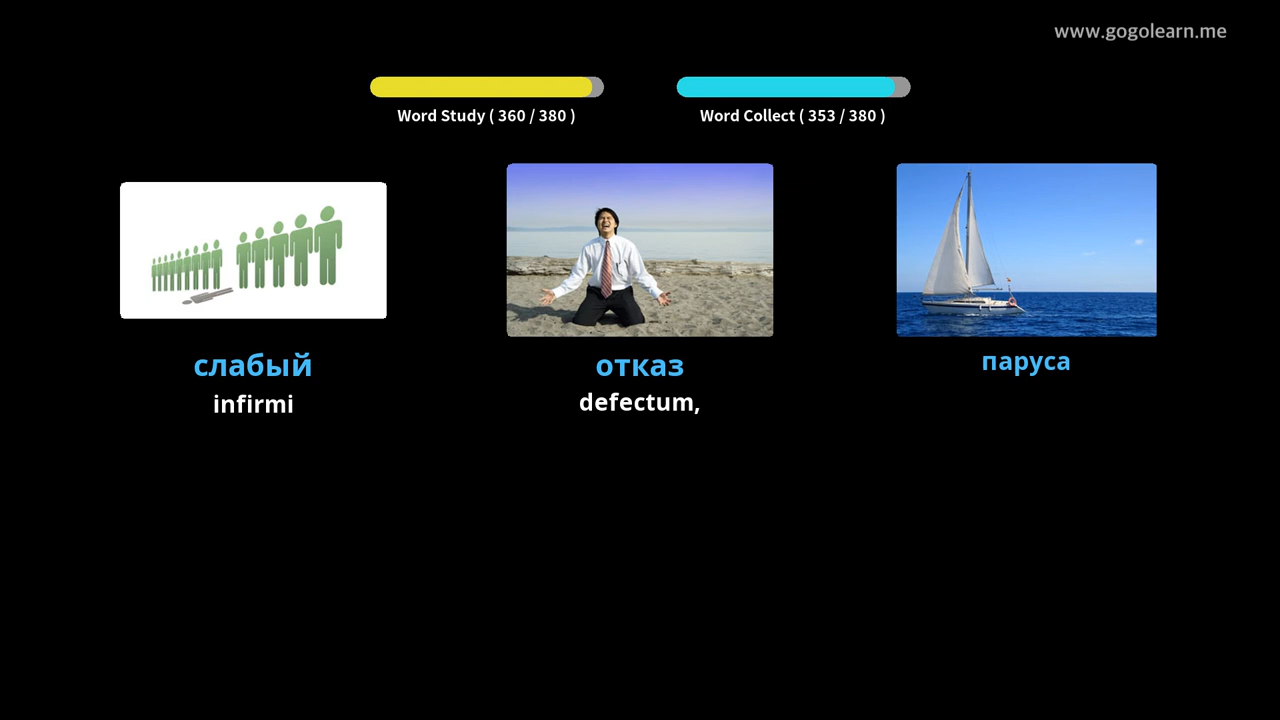 www.gogolearn.me
Word Study ( 360 / 380 )
Word Collect ( 353 / 380 )
слабый
infirmi
отказ
defectum,
паруса